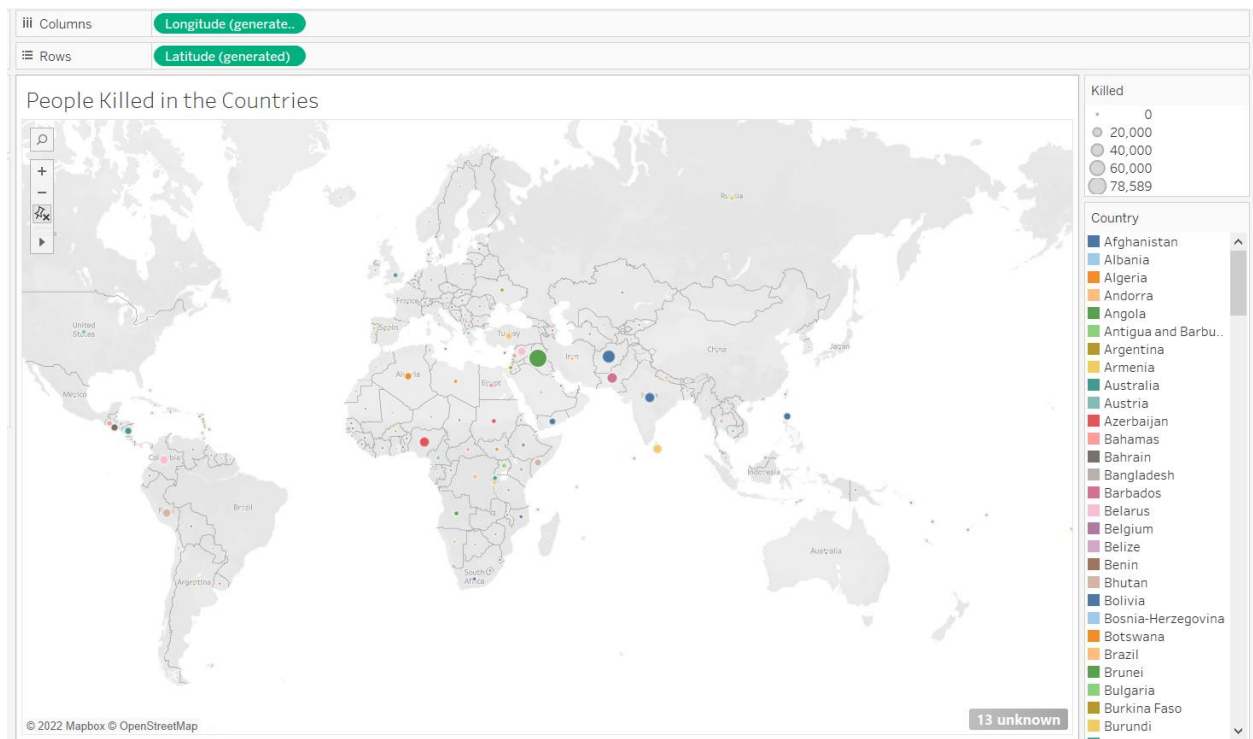 Columns
Longitude (generate..
Rows
Latitude (generated)
People Killed in the Countries
Killed
0
20,000
40,000
60,000
78,589
Country
Afghanistan
Albania
Algeria
Andorra
Angola
Antigua and Barbu..
Argentina
Armenia
Australia
Austria
Azerbaijan
Bahamas
Bahrain
Bangladesh
Barbados
Belarus
Belgium
Belize
Benin
Bhutan
Bolivia
Bosnia-Herzegovina
Botswana
Brazil
Brunei
Bulgaria
Burkina Faso
Burundi
United
States
Mexico
Brazil
Argentina
France
Spain
Egypt
Iran
China
Japan
Indonesia
Australia
South
Africa
© 2022 Mapbox © OpenStreetMap
13 unknown